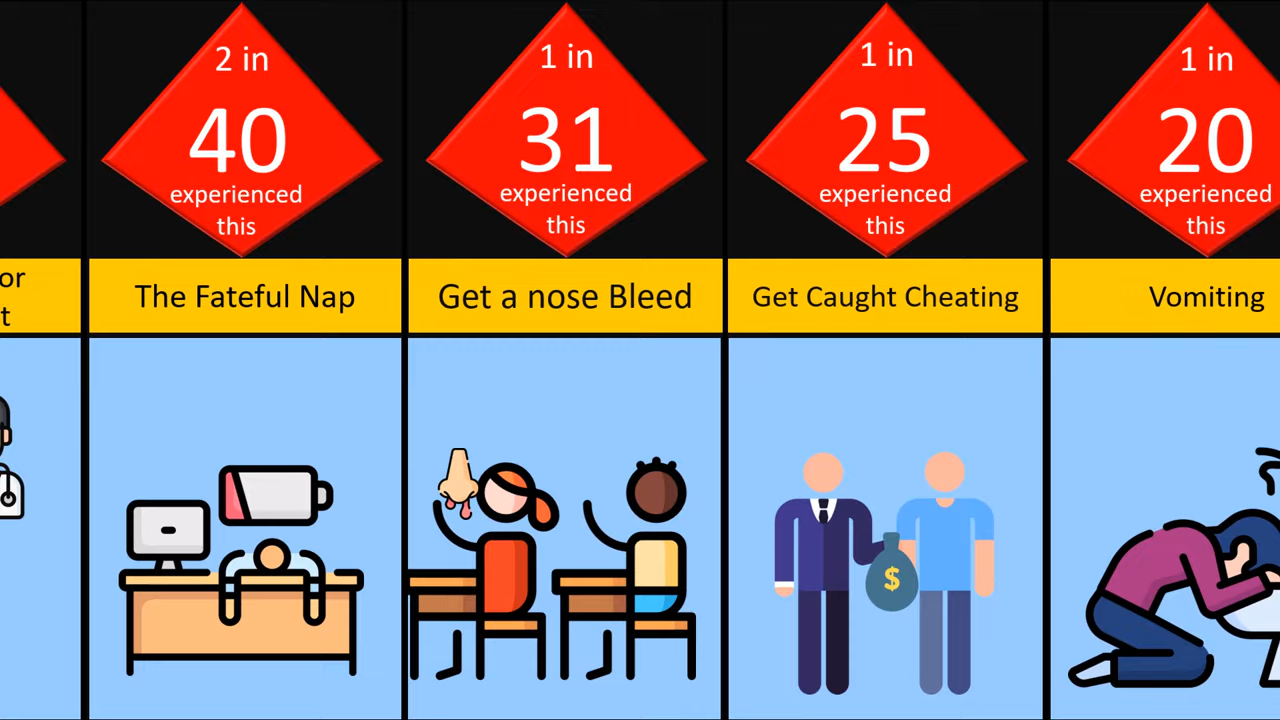 2 in
40
experienced
this
1 in
31
experienced
this
1 in
25
experienced
this
1 in
20
experienced
this
or
t
The Fateful Nap
Get a nose Bleed
Get Caught Cheating
Vomiting
$